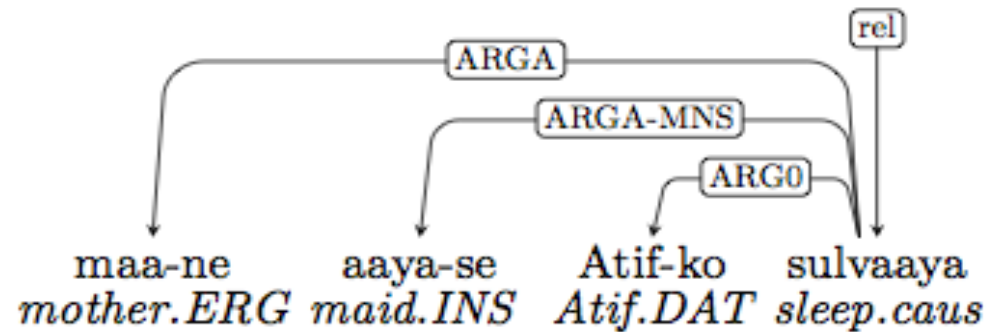 rel
ARGA
ARGA-MNS
ARG0
maa-ne aaya-se Atif-ko sulvaaya
mother.ERG maid.INS Atif.DAT sleep.caus